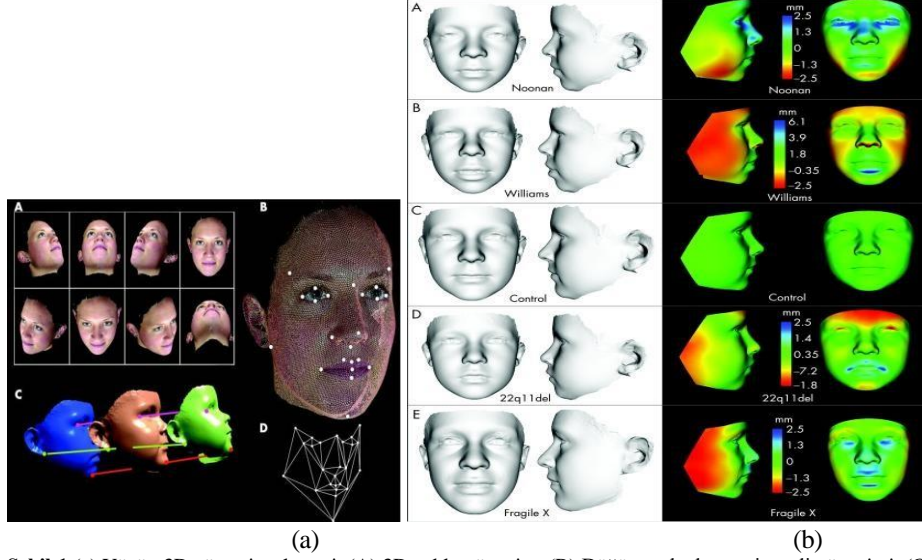 A
B
C
D
A
Noonan
mm
2.5
1.3
0
−1.3
−2.5
Noonan
B
Williams
mm
6.1
3.9
1.8
−0.35
−2.5
Williams
C
Control
Control
D
22q11del
mm
2.5
1.4
0.35
−7.2
−1.8
22q11del
E
Fragile X
mm
2.5
1.3
0
−1.3
−2.5
Fragile X
(a)
(b)